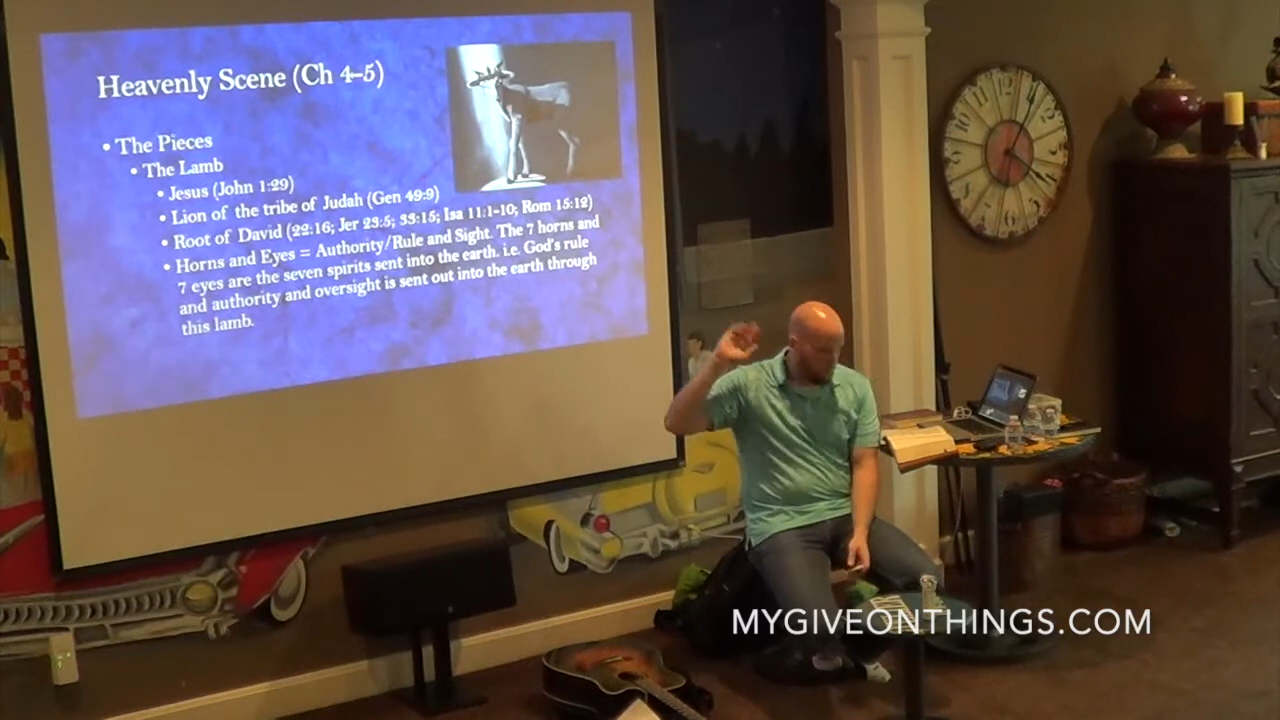 Heavenly Scene (Ch 4-5)
• The Pieces
• The Lamb
• Jesus (John 1:29)
• Lion of the tribe of Judah (Gen 49:9)
• Root of David (22:16; Jer 23:5; 33:15; Isa 11:1-10; Rom 15:12)
• Horns and Eyes = Authority/Rule and Sight. The 7 horns and
7 eyes are the seven spirits sent into the earth. i.e. God's rule
and authority and oversight is sent out into the earth through
this lamb.
12
MYGIVEONTHINGS.COM